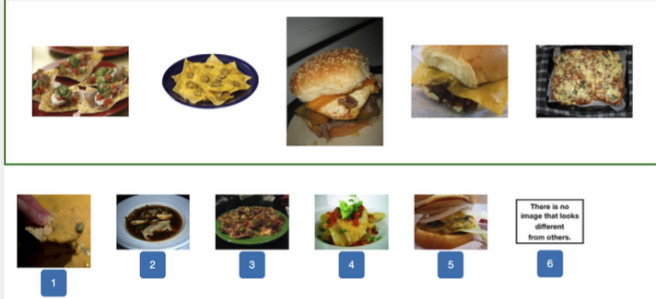 There is no
image that looks
different
from others.
1
2
3
4
5
6